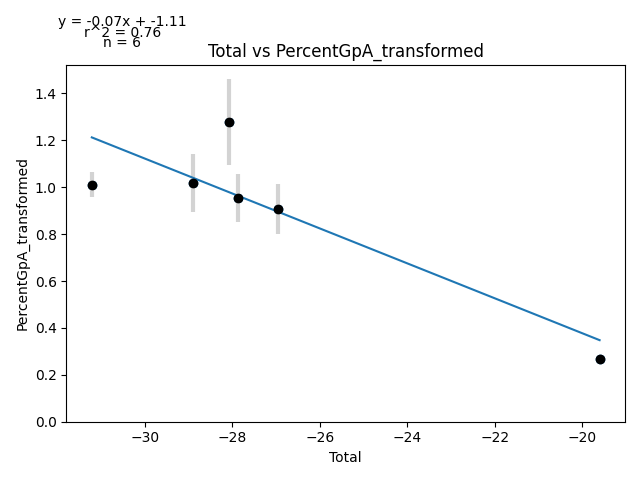 y = -0.07x + -1.11
r^2 = 0.76
n = 6
Total vs PercentGpA_transformed
PercentGpA_transformed
1.4
1.2
1.0
0.8
0.6
0.4
0.2
0.0
−30
−28
−26
−24
−22
−20
Total